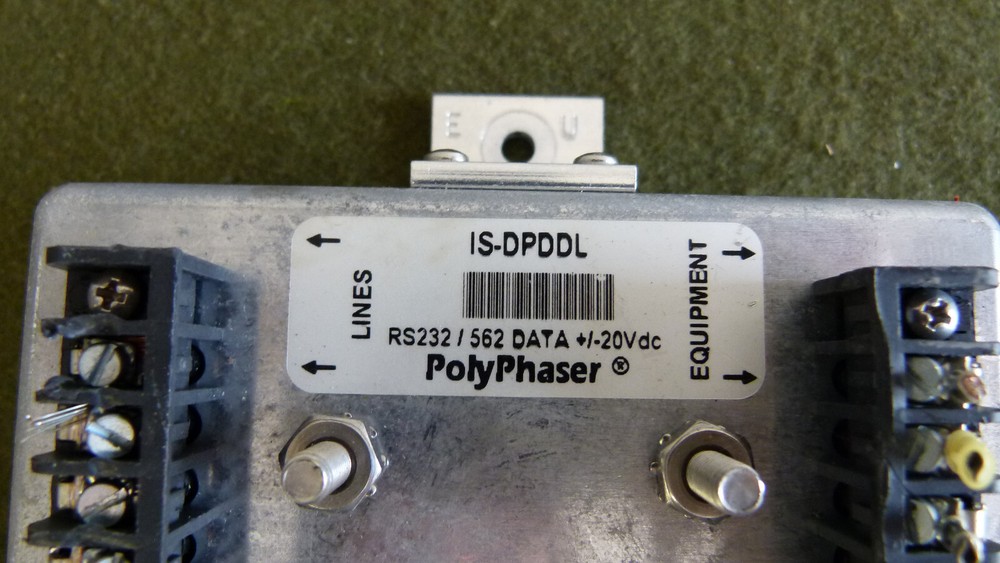 E U
IS-DPDDL
LINES
EQUIPMENT
RS232 / 562 DATA +/-20Vdc
PolyPhaser ®